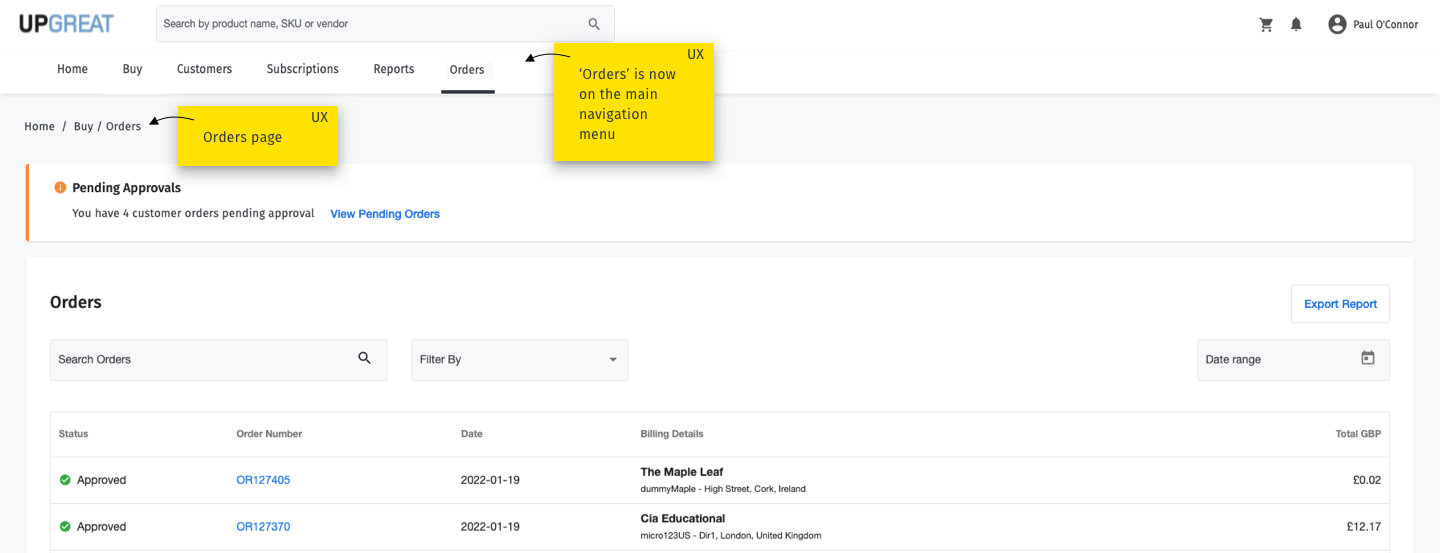 UPGREAT
Search by product name, SKU or vendor
Paul O'Connor
Home Buy Customers Subscriptions Reports Orders
UX
‘Orders’ is now
on the main
navigation
menu
Home / Buy / Orders
UX
Orders page
Pending Approvals
You have 4 customer orders pending approval View Pending Orders
Orders
Export Report
Search Orders Filter By Date range
Status Order Number Date Billing Details Total GBP
Approved OR127405 2022-01-19 The Maple Leaf £0.02
dummyMaple - High Street, Cork, Ireland
Approved OR127370 2022-01-19 Cia Educational £12.17
micro123US - Dir1, London, United Kingdom